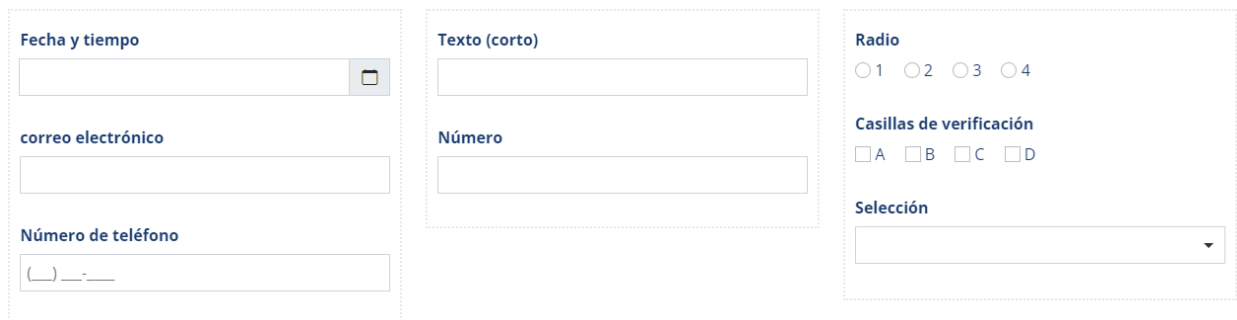 Fecha y tiempo
correo electrónico
Número de teléfono
(___) ___-____
Texto (corto)
Número
Radio
1 2 3 4
Casillas de verificación
A B C D
Selección